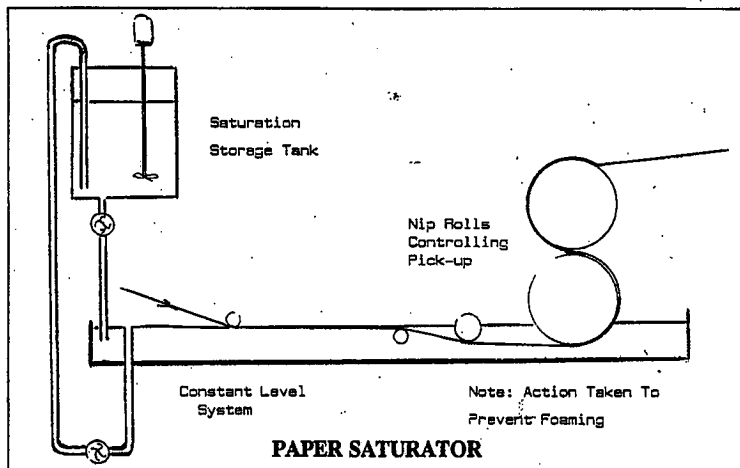 Saturation
Storage Tank
Nip Rolls
Controlling
Pick-up
Constant Level
System
Note: Action Taken To
Prevent Foaming
PAPER SATURATOR